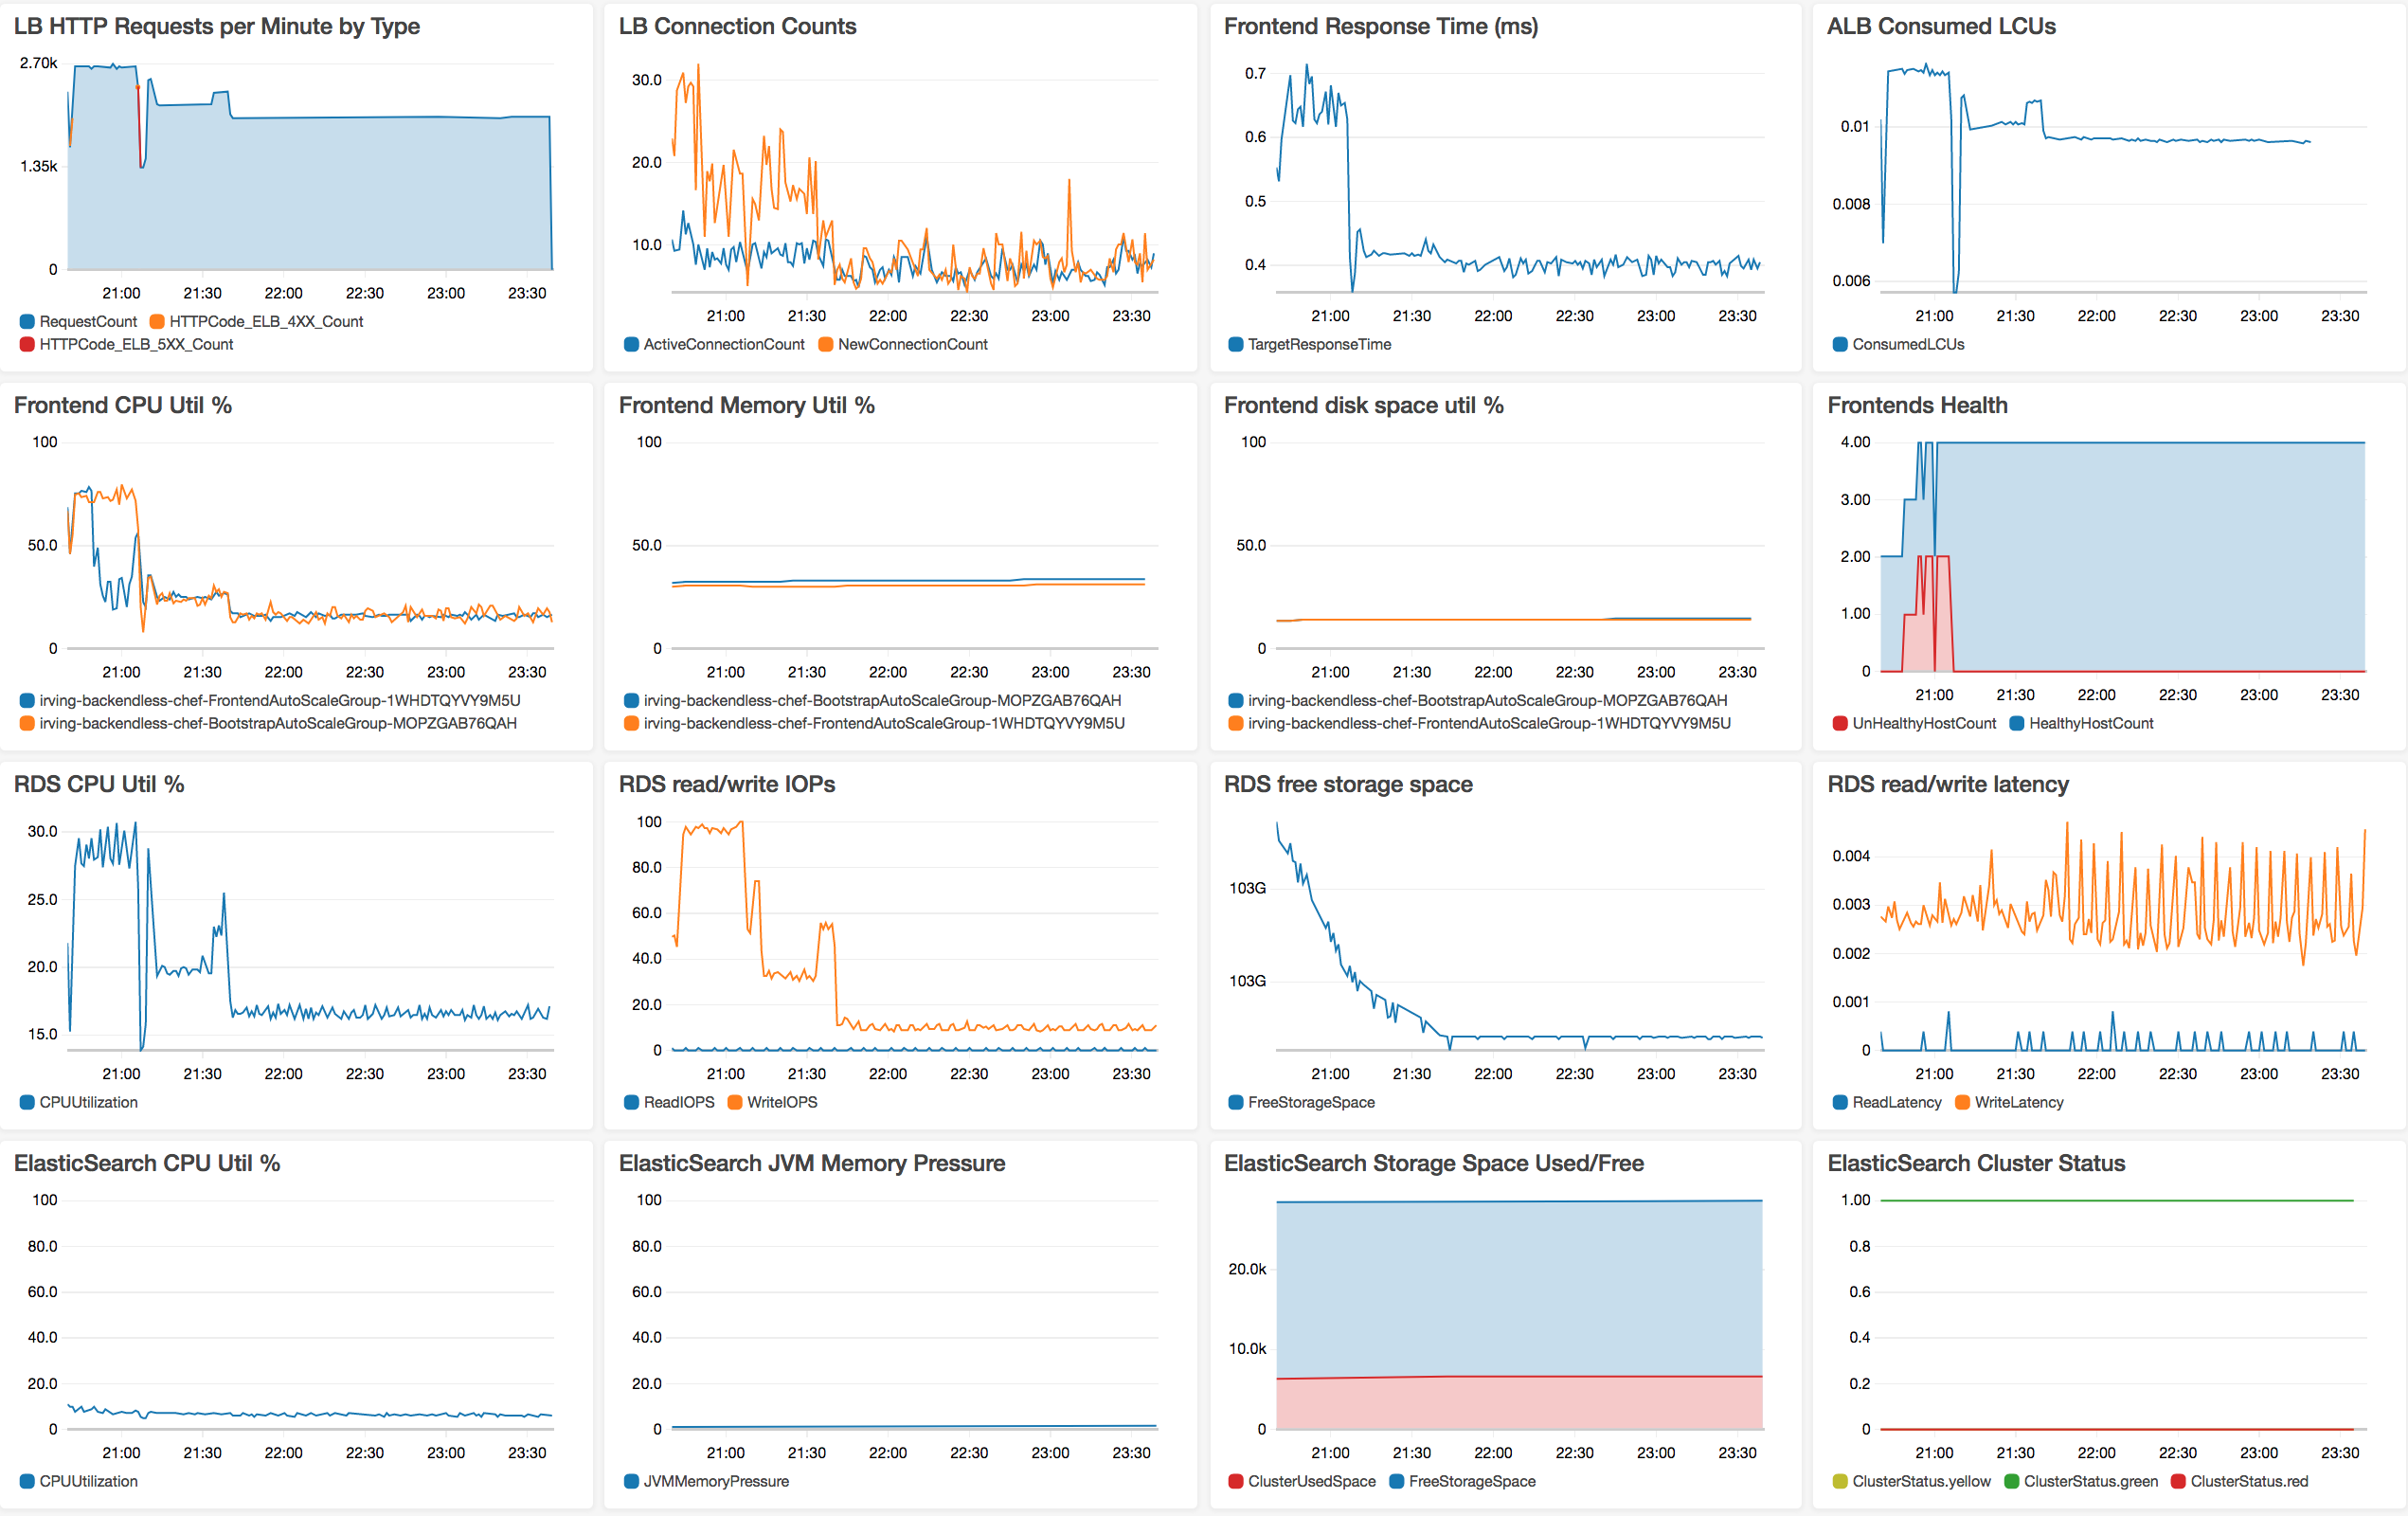 LB HTTP Requests per Minute by Type
2.70k
1.35k
0
21:00 21:30 22:00 22:30 23:00 23:30
RequestCount HTTPCode_ELB_4XX_Count
HTTPCode_ELB_5XX_Count
LB Connection Counts
30.0
20.0
10.0
21:00 21:30 22:00 22:30 23:00 23:30
ActiveConnectionCount NewConnectionCount
Frontend Response Time (ms)
0.7
0.6
0.5
0.4
21:00 21:30 22:00 22:30 23:00 23:30
TargetResponseTime
ALB Consumed LCUs
0.01
0.008
0.006
21:00 21:30 22:00 22:30 23:00 23:30
ConsumedLCUs
Frontend CPU Util %
100
50.0
0
21:00 21:30 22:00 22:30 23:00 23:30
irving-backendless-chef-FrontendAutoScaleGroup-1WHDTQYVY9M5U
irving-backendless-chef-BootstrapAutoScaleGroup-MOPZGAB76QAH
Frontend Memory Util %
100
50.0
0
21:00 21:30 22:00 22:30 23:00 23:30
irving-backendless-chef-BootstrapAutoScaleGroup-MOPZGAB76QAH
irving-backendless-chef-FrontendAutoScaleGroup-1WHDTQYVY9M5U
Frontend disk space util %
100
50.0
0
21:00 21:30 22:00 22:30 23:00 23:30
irving-backendless-chef-BootstrapAutoScaleGroup-MOPZGAB76QAH
irving-backendless-chef-FrontendAutoScaleGroup-1WHDTQYVY9M5U
Frontends Health
4.00
3.00
2.00
1.00
0
21:00 21:30 22:00 22:30 23:00 23:30
UnHealthyHostCount HealthyHostCount
RDS CPU Util %
30.0
25.0
20.0
15.0
21:00 21:30 22:00 22:30 23:00 23:30
CPUUtilization
RDS read/write IOPs
100
80.0
60.0
40.0
20.0
0
21:00 21:30 22:00 22:30 23:00 23:30
ReadIOPS WriteIOPS
RDS free storage space
103G
103G
21:00 21:30 22:00 22:30 23:00 23:30
FreeStorageSpace
RDS read/write latency
0.004
0.003
0.002
0.001
0
21:00 21:30 22:00 22:30 23:00 23:30
ReadLatency WriteLatency
ElasticSearch CPU Util %
100
80.0
60.0
40.0
20.0
0
21:00 21:30 22:00 22:30 23:00 23:30
CPUUtilization
ElasticSearch JVM Memory Pressure
100
80.0
60.0
40.0
20.0
0
21:00 21:30 22:00 22:30 23:00 23:30
JVMMemoryPressure
ElasticSearch Storage Space Used/Free
20.0k
10.0k
0
21:00 21:30 22:00 22:30 23:00 23:30
ClusterUsedSpace FreeStorageSpace
ElasticSearch Cluster Status
1.00
0.8
0.6
0.4
0.2
0
21:00 21:30 22:00 22:30 23:00 23:30
ClusterStatus.yellow ClusterStatus.green ClusterStatus.red